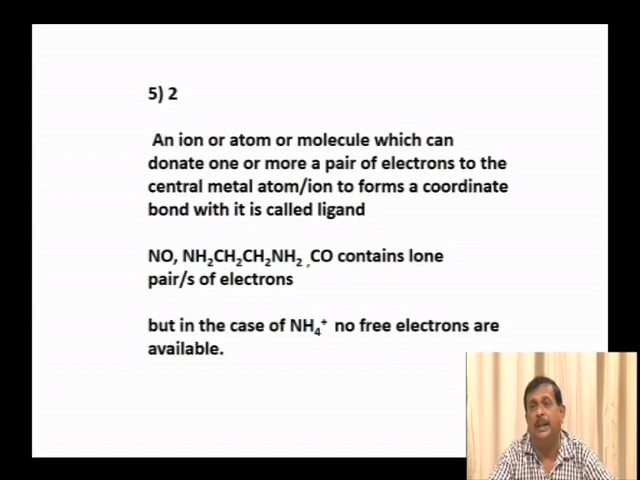 5) 2
An ion or atom or molecule which can
donate one or more a pair of electrons to the
central metal atom/ion to forms a coordinate
bond with it is called ligand
NO, NH₂CH₂CH₂NH₂ ,CO contains lone
pair/s of electrons
but in the case of NH₄⁺ no free electrons are
available.